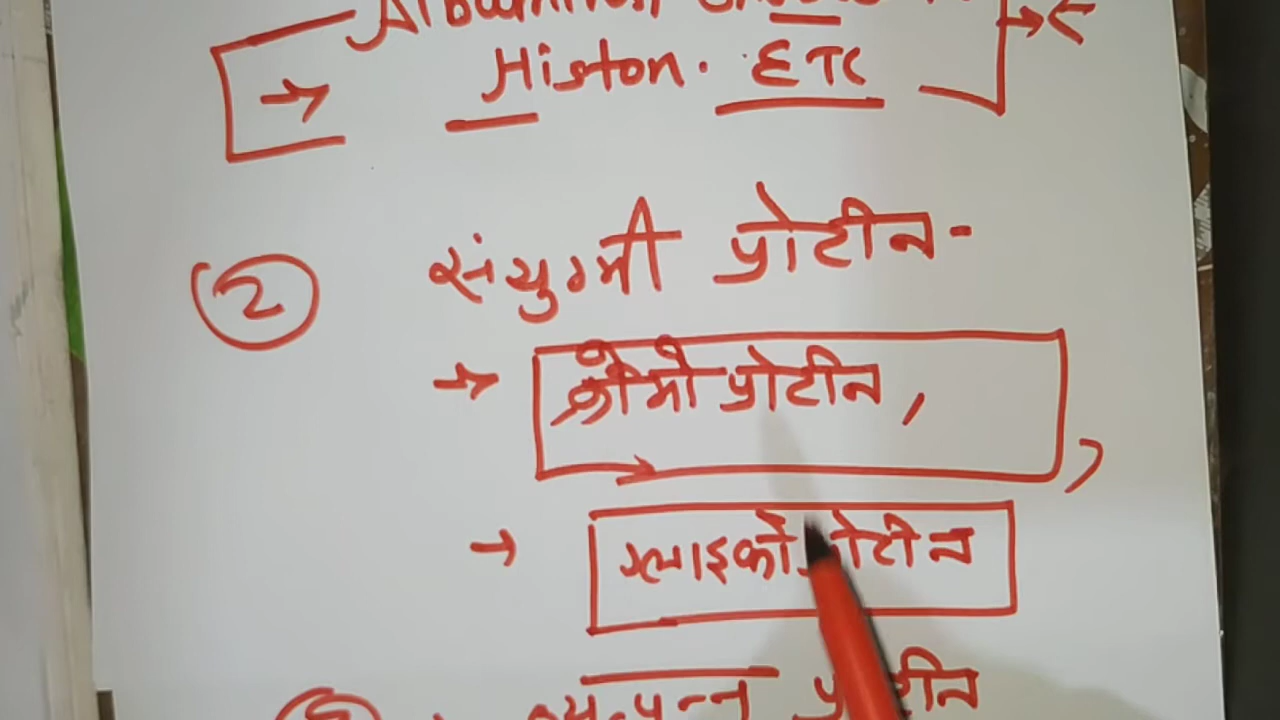 → Histon. ETC
② संयुग्मी प्रोटीन-
→ क्रोमोप्रोटीन,
→ ग्लाइकोप्रोटीन
प्रोटीन